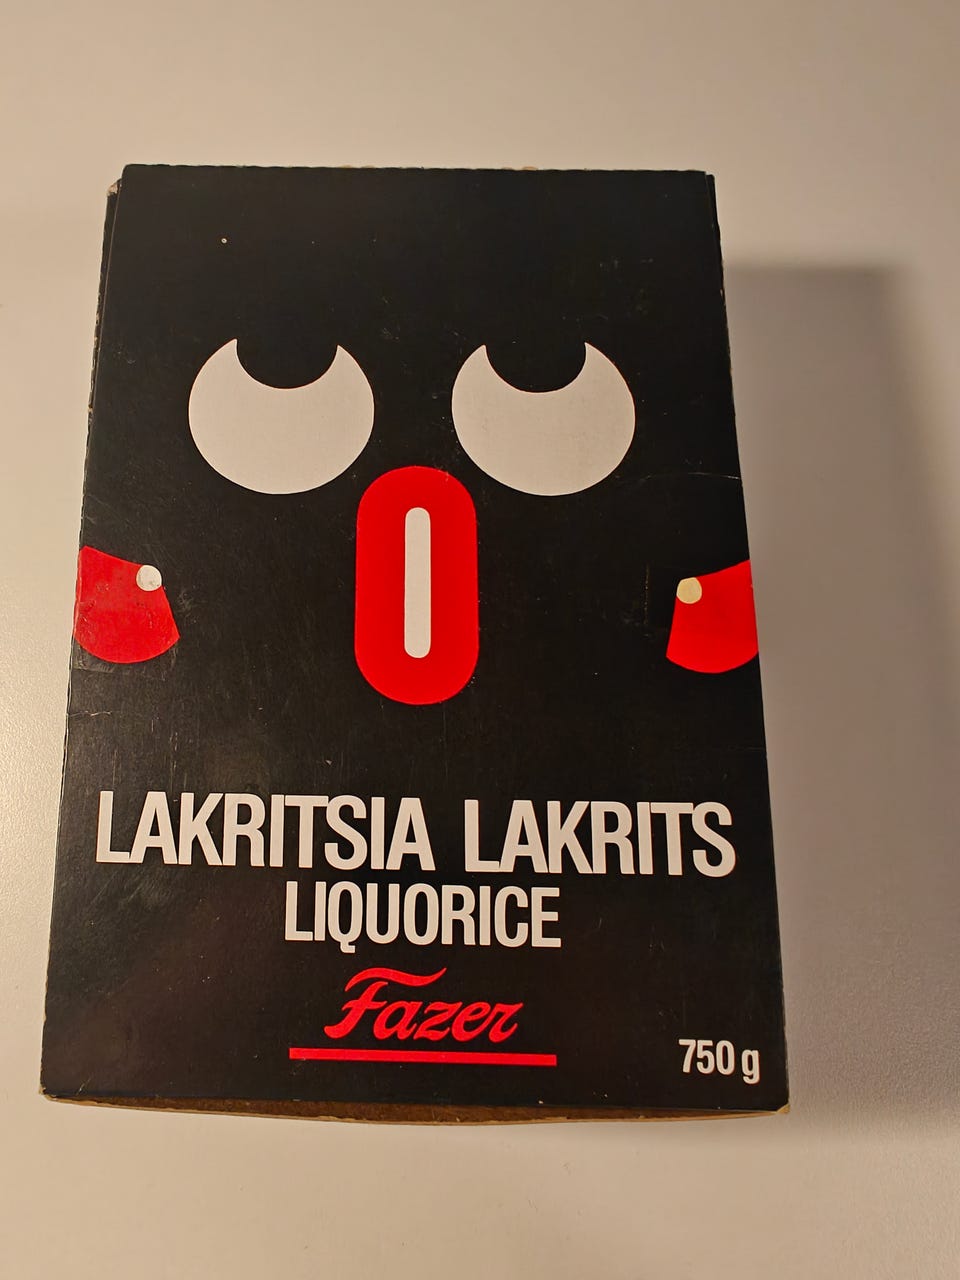 LAKRITSIA LAKRITS
LIQUORICE
Fazer
750 g